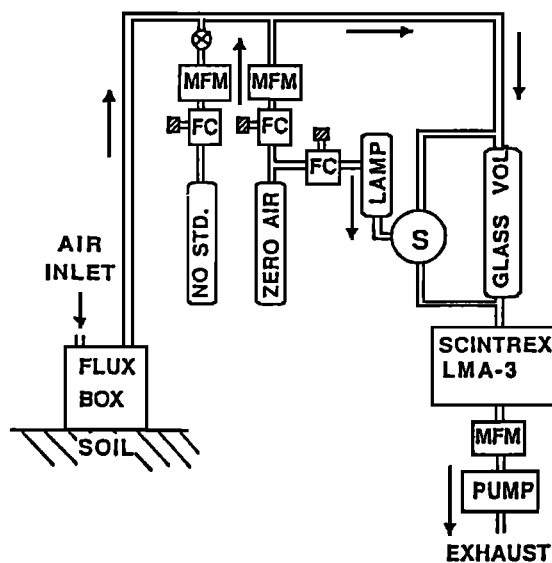 MFM
MFM
FC
FC
FC
LAMP
NO STD.
ZERO AIR
S
GLASS VOL
AIR
INLET
FLUX
BOX
SOIL
SCINTREX
LMA-3
MFM
PUMP
EXHAUST